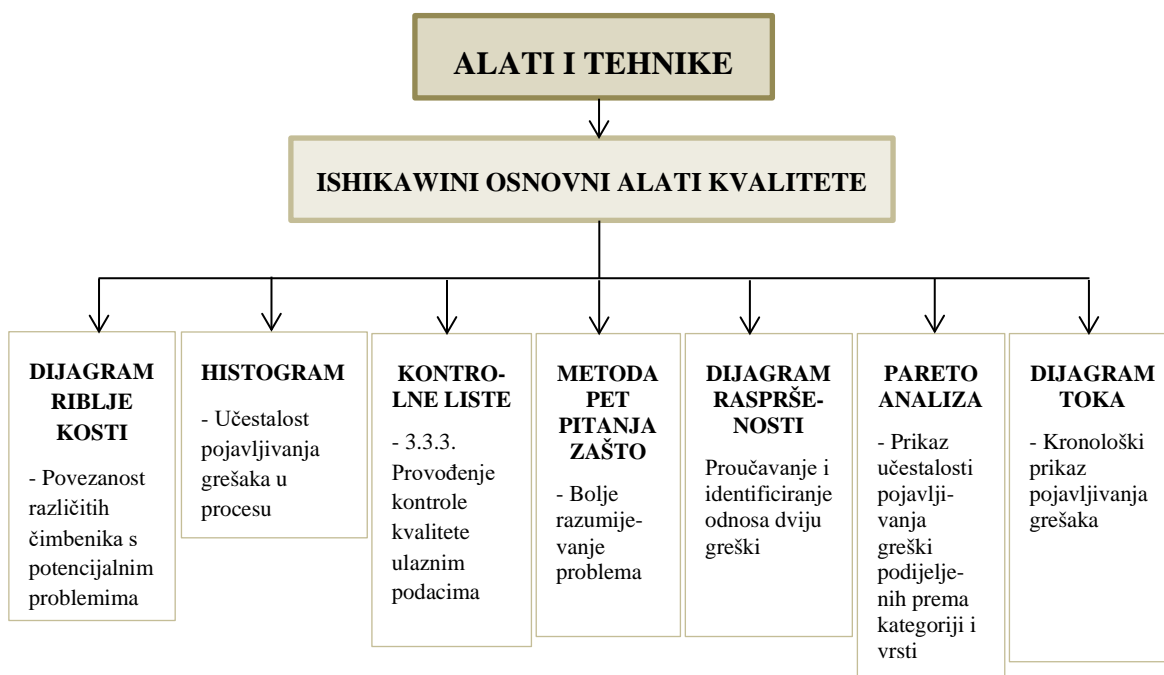 ALATI I TEHNIKE
ISHIKAWINI OSNOVNI ALATI KVALITETE
DIJAGRAM
RIBLJE
KOSTI
- Povezanost
različitih
čimbenika s
potencijalnim
problemima
HISTOGRAM
- Učestalost
pojavljivanja
grešaka u
procesu
KONTRO-
LNE LISTE
- 3.3.3.
Provođenje
kontrole
kvalitete
ulaznim
podacima
METODA
PET
PITANJA
ZAŠTO
- Bolje
razumije-
vanje
problema
DIJAGRAM
RASPRŠE-
NOSTI
Proučavanje i
identificiranje
odnosa dviju
greški
PARETO
ANALIZA
- Prikaz
učestalosti
pojavlji-
vanja
greški
podijelje-
nih prema
kategoriji i
vrsti
DIJAGRAM
TOKA
- Kronološki
prikaz
pojavljivanja
grešaka